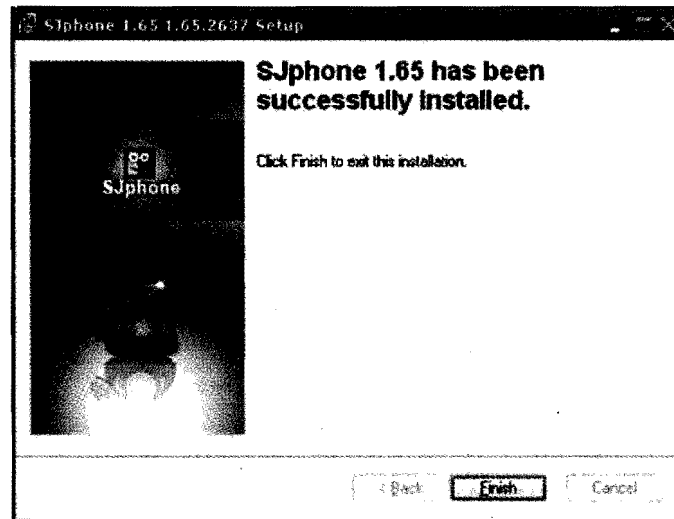 SJphone 1.65 1.65.2637 Setup
SJphone 1.65 has been
successfully installed.
Click Finish to exit this installation.
SJphone
< Back
Finish
Cancel